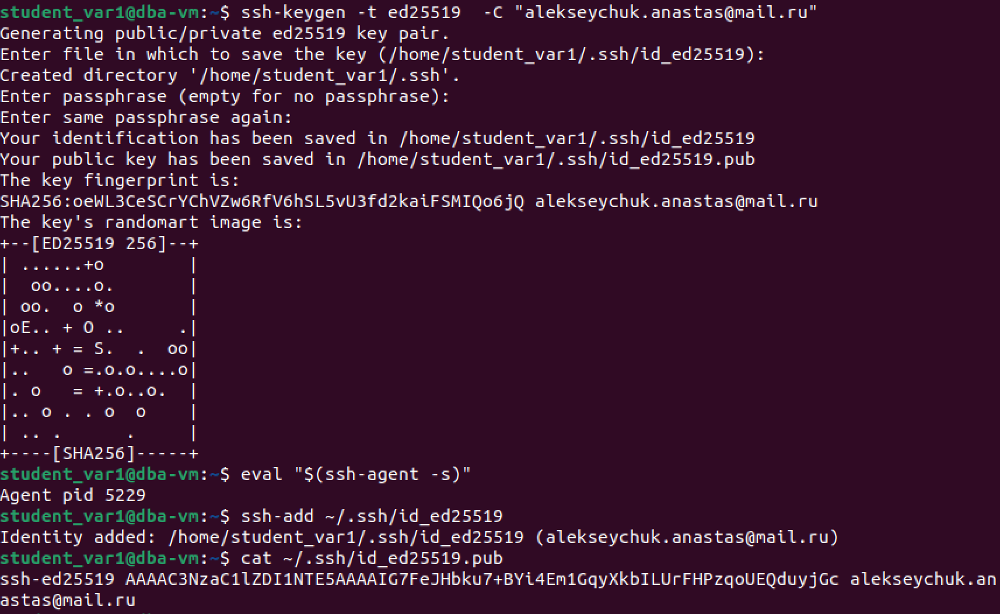 student_var1@dba-vm:~$ ssh-keygen -t ed25519  -C "alekseychuk.anastas@mail.ru"
Generating public/private ed25519 key pair.
Enter file in which to save the key (/home/student_var1/.ssh/id_ed25519):
Created directory '/home/student_var1/.ssh'.
Enter passphrase (empty for no passphrase):
Enter same passphrase again:
Your identification has been saved in /home/student_var1/.ssh/id_ed25519
Your public key has been saved in /home/student_var1/.ssh/id_ed25519.pub
The key fingerprint is:
SHA256:oeWL3CeSCrYChVZw6RfV6hSL5vU3fd2kaiFSMIQo6jQ alekseychuk.anastas@mail.ru
The key's randomart image is:
+--[ED25519 256]--+
| ......+o        |
|  oo....o.       |
| oo.  o *o       |
|oE.. + O ..     .|
|+.. + = S.  .  oo|
|..   o =.o.o....o|
|. o   = +.o..o.  |
|.. o . . o  o    |
| .. .      .     |
+----[SHA256]-----+
student_var1@dba-vm:~$ eval "$(ssh-agent -s)"
Agent pid 5229
student_var1@dba-vm:~$ ssh-add ~/.ssh/id_ed25519
Identity added: /home/student_var1/.ssh/id_ed25519 (alekseychuk.anastas@mail.ru)
student_var1@dba-vm:~$ cat ~/.ssh/id_ed25519.pub
ssh-ed25519 AAAAC3NzaC1lZDI1NTE5AAAAIG7FeJHbku7+BYi4Em1GqyXkbILUrFHPzqoUEQduyjGc alekseychuk.an
astas@mail.ru